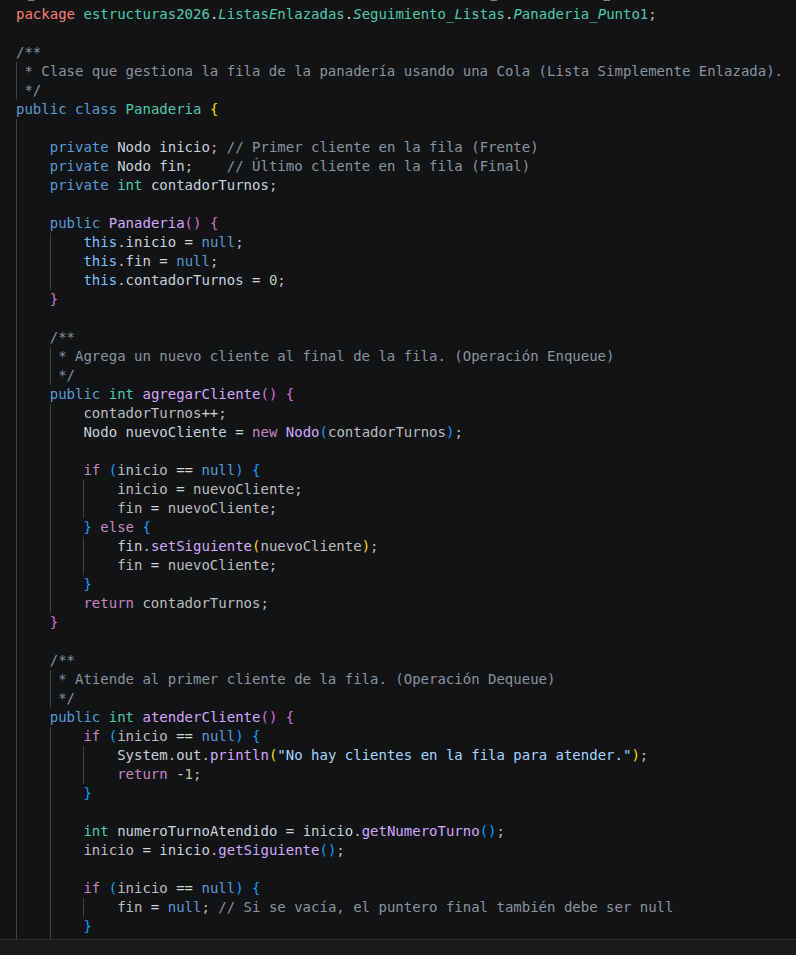 package estructuras2026.ListasEnlazadas.Seguimiento_Listas.Panaderia_Punto1;
/**
 * Clase que gestiona la fila de la panadería usando una Cola (Lista Simplemente Enlazada).
 */
public class Panaderia {
    private Nodo inicio; // Primer cliente en la fila (Frente)
    private Nodo fin;    // Último cliente en la fila (Final)
    private int contadorTurnos;
    public Panaderia() {
        this.inicio = null;
        this.fin = null;
        this.contadorTurnos = 0;
    }
    /**
     * Agrega un nuevo cliente al final de la fila. (Operación Enqueue)
     */
    public int agregarCliente() {
        contadorTurnos++;
        Nodo nuevoCliente = new Nodo(contadorTurnos);
        if (inicio == null) {
            inicio = nuevoCliente;
            fin = nuevoCliente;
        } else {
            fin.setSiguiente(nuevoCliente);
            fin = nuevoCliente;
        }
        return contadorTurnos;
    }
    /**
     * Atiende al primer cliente de la fila. (Operación Dequeue)
     */
    public int atenderCliente() {
        if (inicio == null) {
            System.out.println("No hay clientes en la fila para atender.");
            return -1;
        }
        int numeroTurnoAtendido = inicio.getNumeroTurno();
        inicio = inicio.getSiguiente();
        if (inicio == null) {
            fin = null; // Si se vacía, el puntero final también debe ser null
        }